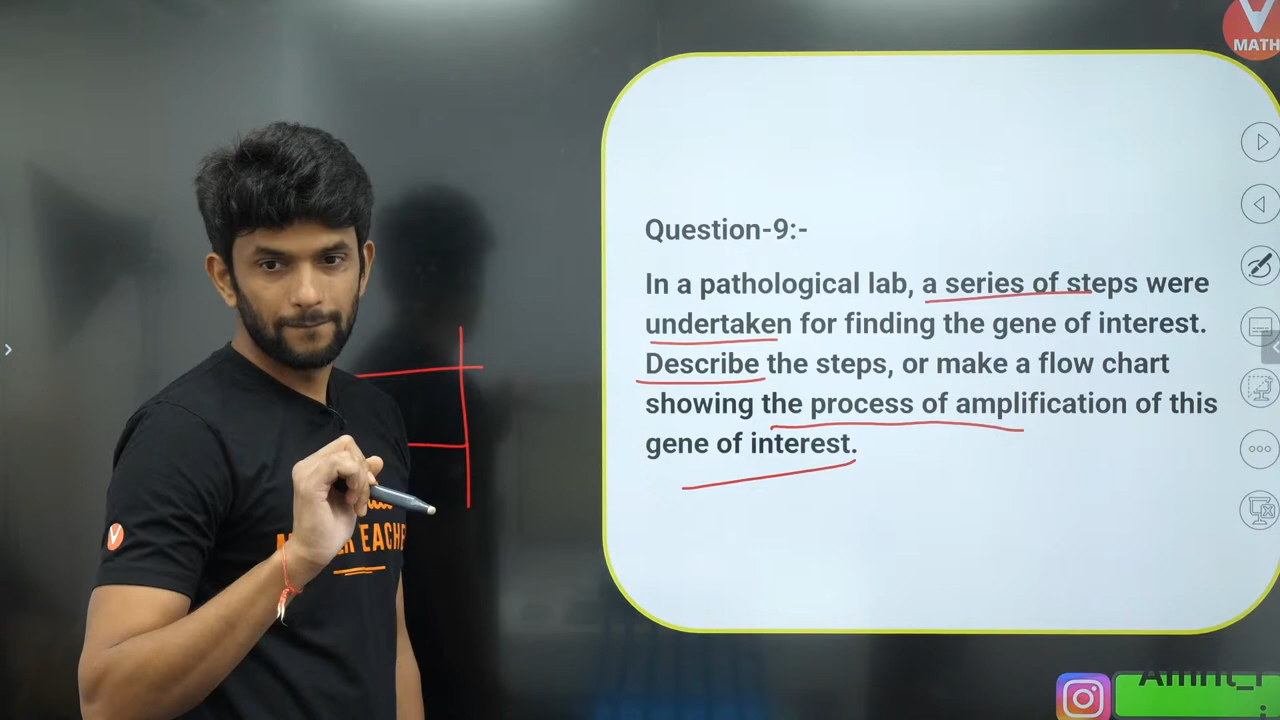 MATH
Question-9:-
In a pathological lab, a series of steps were
undertaken for finding the gene of interest.
Describe the steps, or make a flow chart
showing the process of amplification of this
gene of interest.